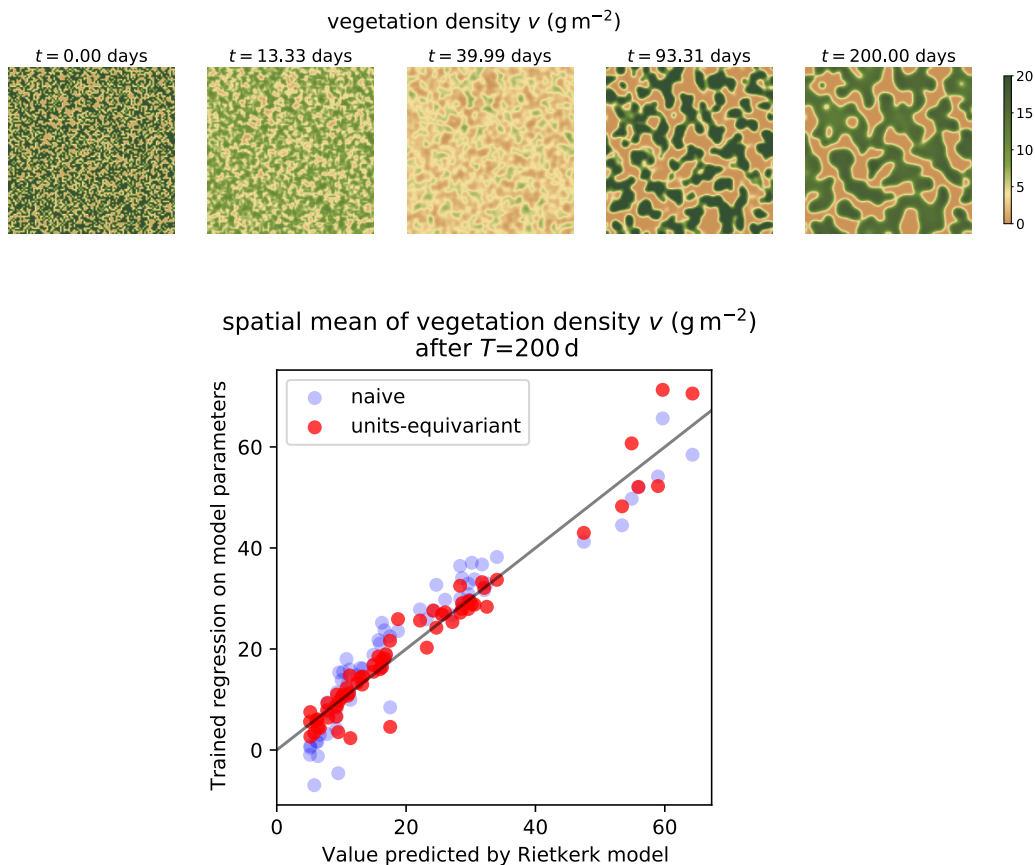 vegetation density v (g m⁻²)
t = 0.00 days
t = 13.33 days
t = 39.99 days
t = 93.31 days
t = 200.00 days
20
15
10
5
0
spatial mean of vegetation density v (g m⁻²)
after T=200 d
naive
units-equivariant
Trained regression on model parameters
60
40
20
0
0 20 40 60
Value predicted by Rietkerk model